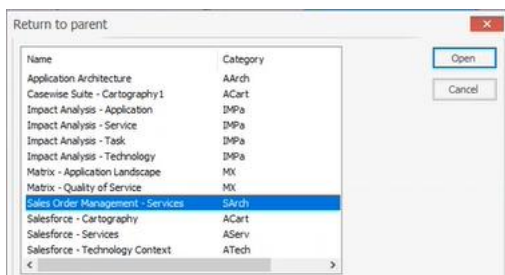 Return to parent
Name Category
Application Architecture AArch
Casewise Suite - Cartography1 ACart
Impact Analysis - Application IMPa
Impact Analysis - Service IMPa
Impact Analysis - Task IMPa
Impact Analysis - Technology IMPa
Matrix - Application Landscape MX
Matrix - Quality of Service MX
Sales Order Management - Services SArch
Salesforce - Cartography ACart
Salesforce - Services AServ
Salesforce - Technology Context ATech
Open
Cancel